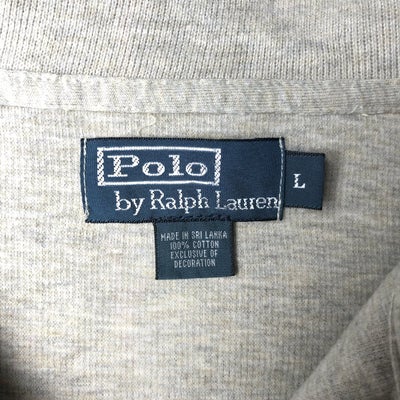 Polo
by Ralph Lauren
L
MADE IN SRI LANKA
100% COTTON
EXCLUSIVE OF
DECORATION